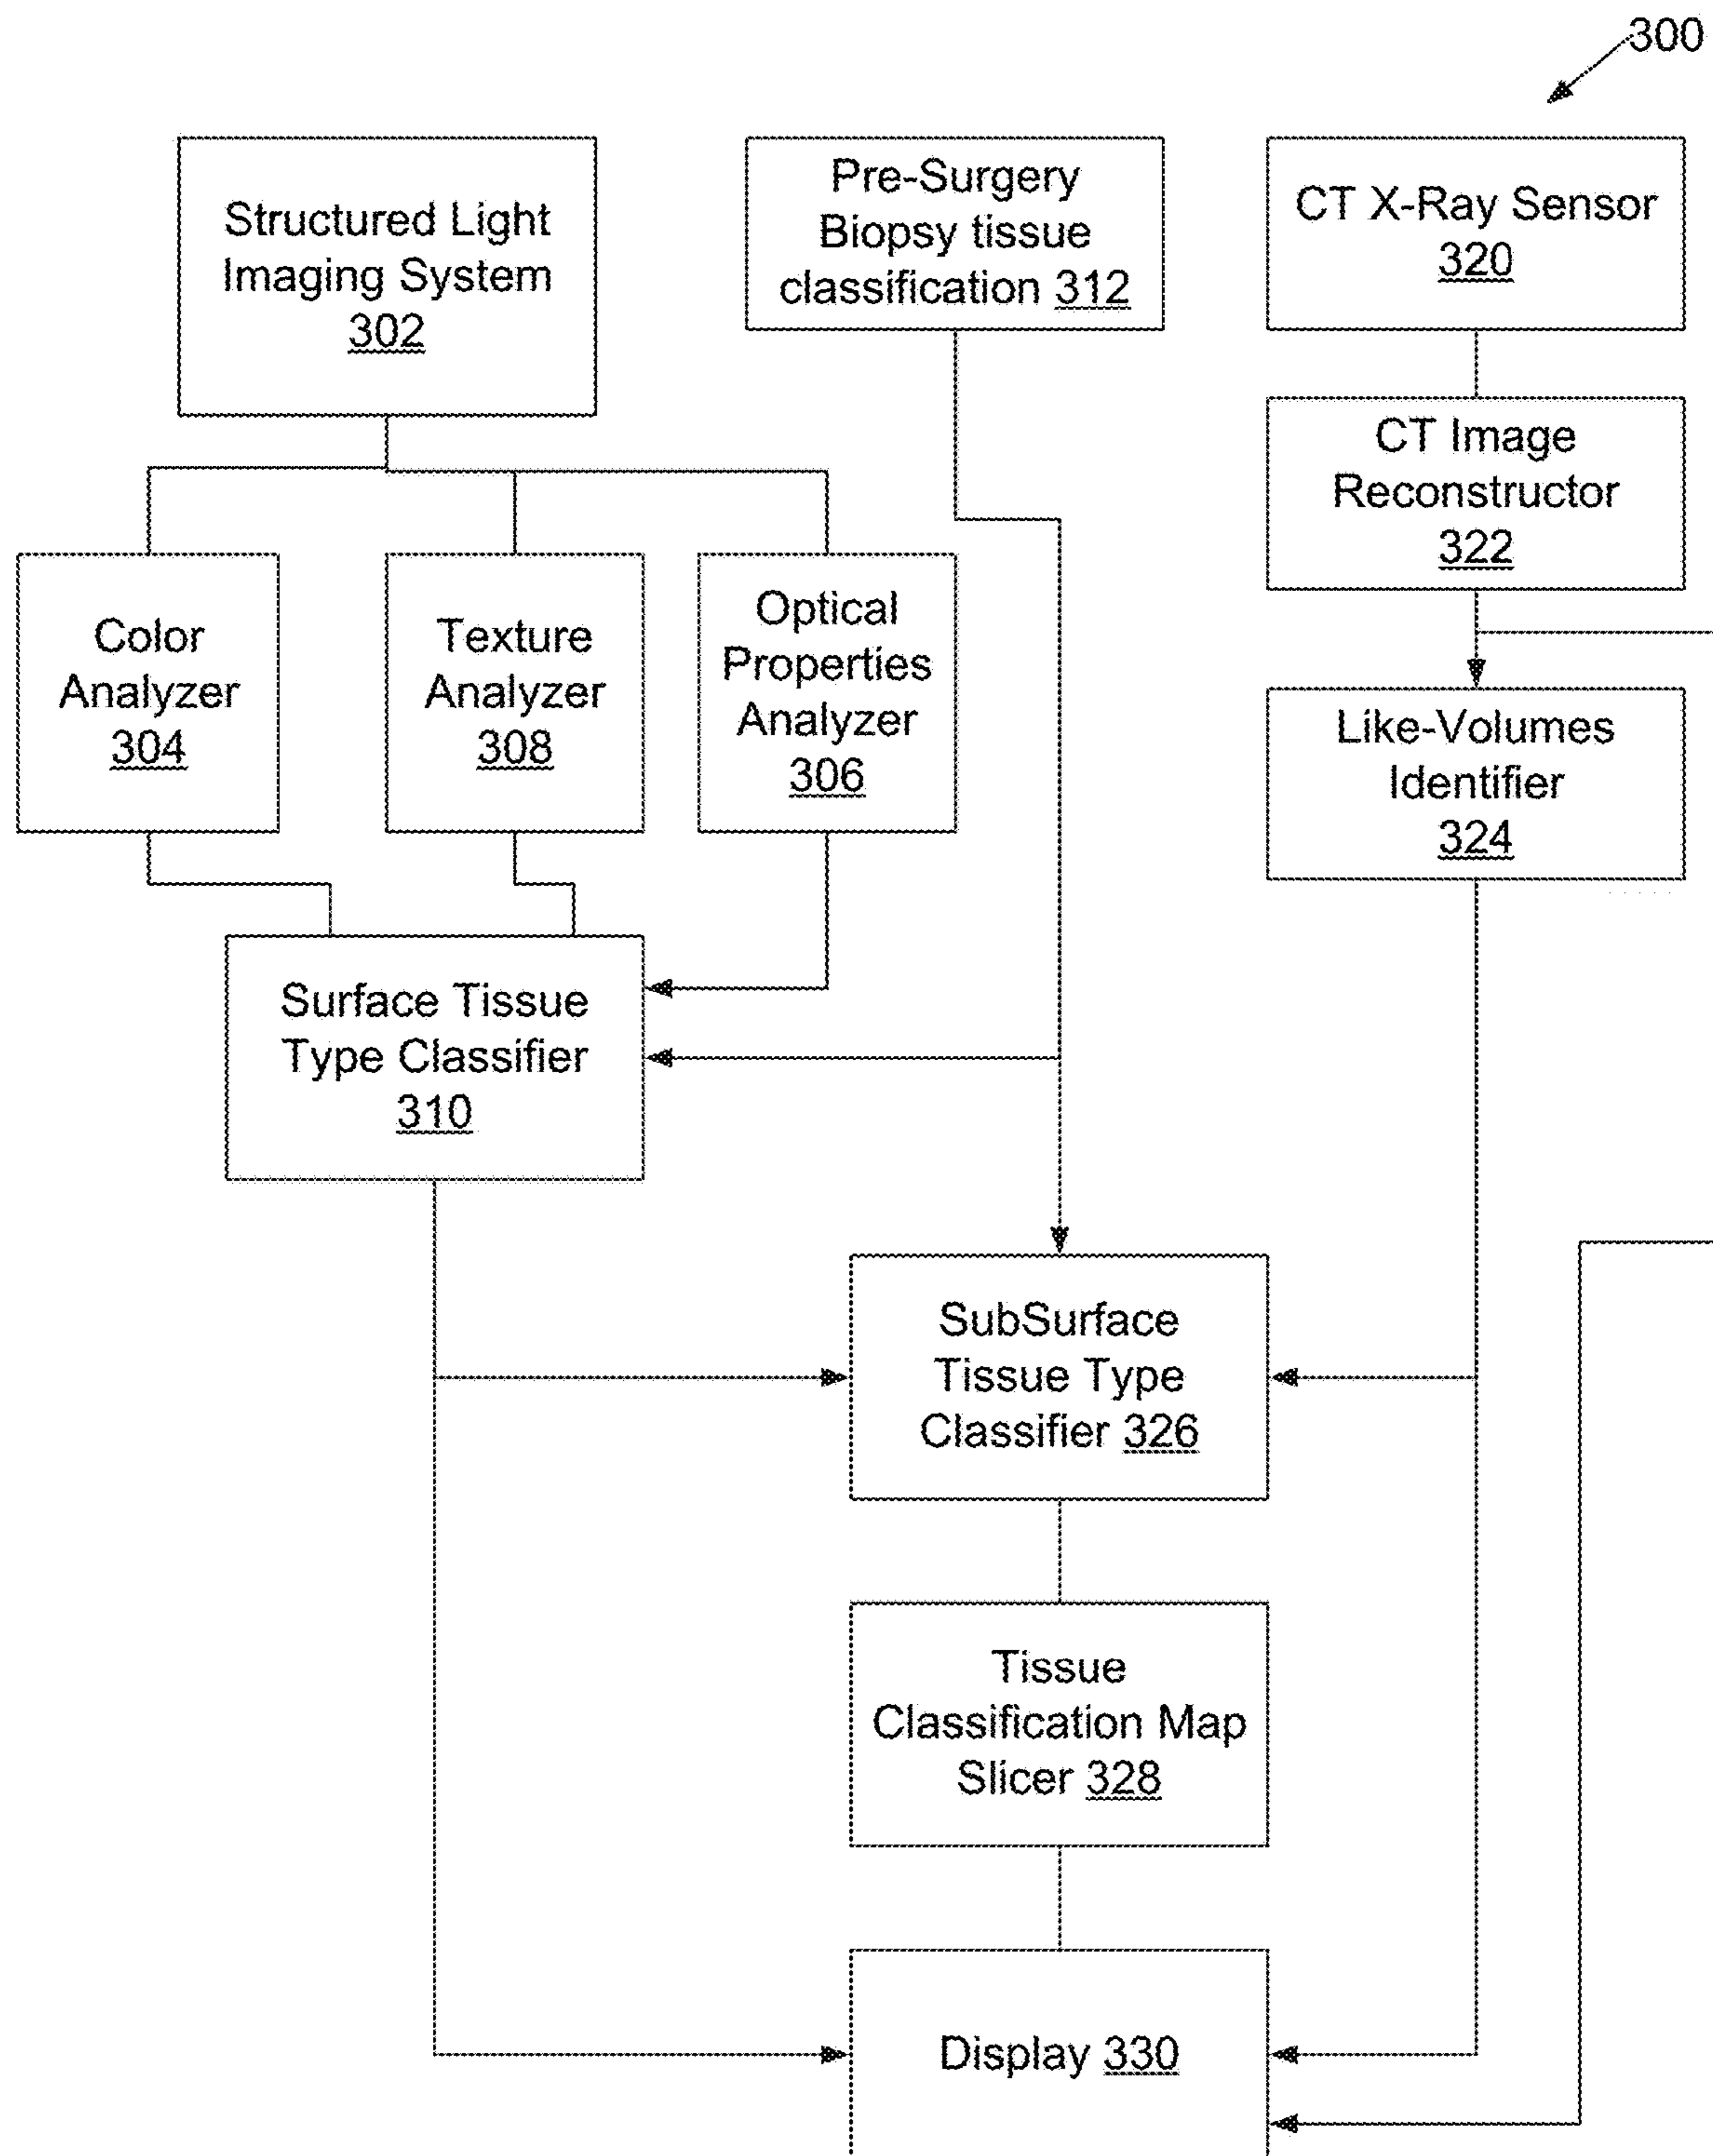 300
Structured Light
Imaging System
302
Pre-Surgery
Biopsy tissue
classification 312
CT X-Ray Sensor
320
CT Image
Reconstructor
322
Color
Analyzer
304
Texture
Analyzer
308
Optical
Properties
Analyzer
306
Like-Volumes
Identifier
324
Surface Tissue
Type Classifier
310
SubSurface
Tissue Type
Classifier 326
Tissue
Classification Map
Slicer 328
Display 330